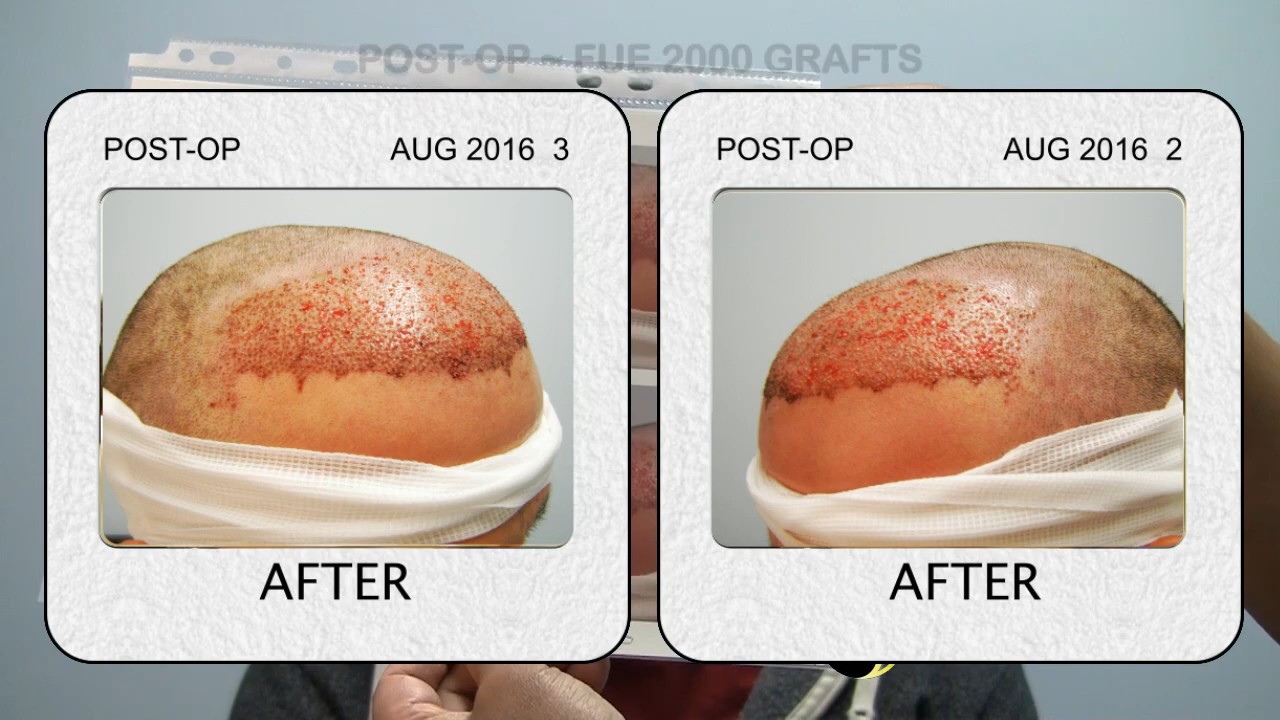 POST-OP ~ FUE 2000 GRAFTS
POST-OP AUG 2016 3
AFTER
POST-OP AUG 2016 2
AFTER